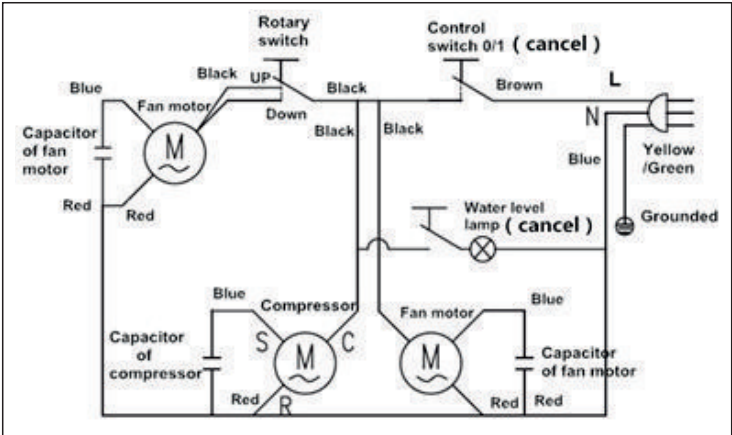 Rotary
switch
Control
switch 0/1 ( cancel )
Black
UP
Black
Brown
L
Blue
Fan motor
Down
Black
Black
N
Capacitor
of fan
motor
M
Blue
Yellow
/Green
Red
Red
Water level
lamp ( cancel )
Grounded
Blue
Compressor
Fan motor
Blue
Capacitor
of
compressor
S
M
C
M
Capacitor
of fan motor
Red
R
Red
Red